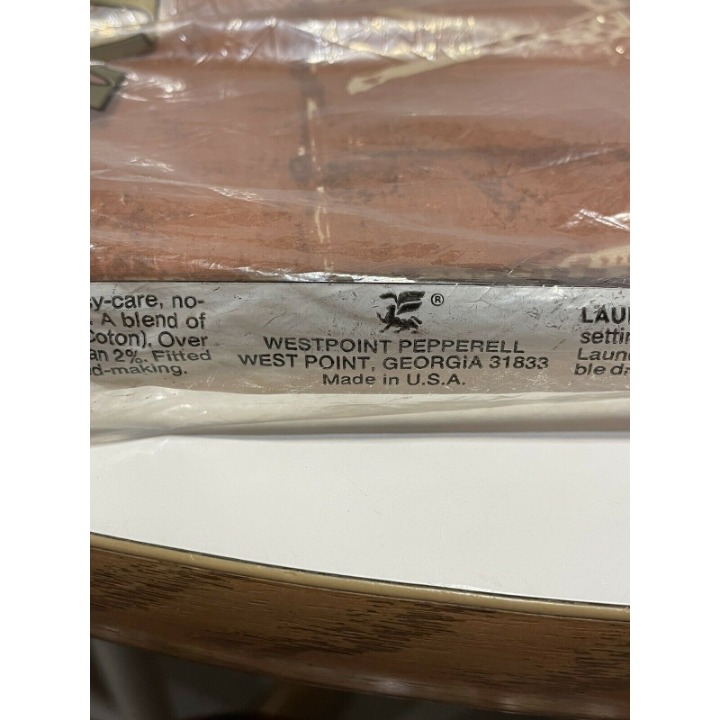 sy-care, no-
. A blend of
Coton). Over
an 2%. Fitted
d-making.
®
WESTPOINT PEPPERELL
WEST POINT, GEORGIA 31833
Made in U.S.A.
LAU
settin
Laun
ble d